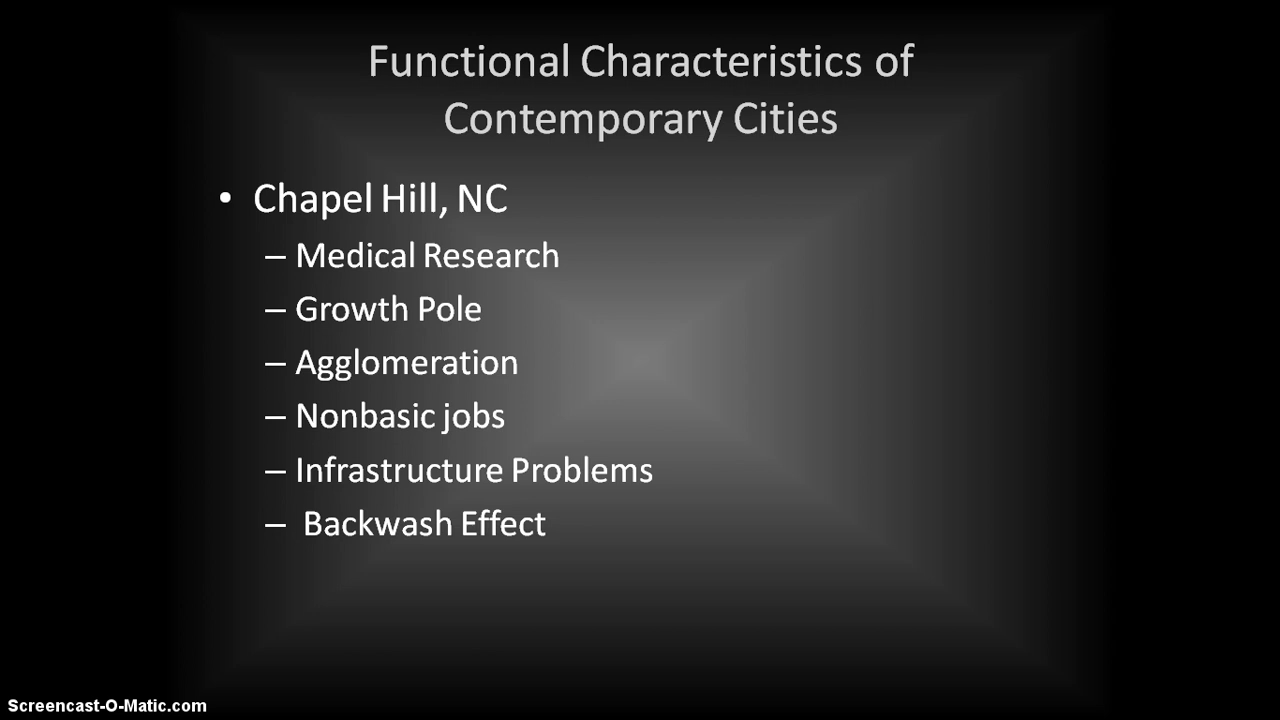 Functional Characteristics of
Contemporary Cities
• Chapel Hill, NC
– Medical Research
– Growth Pole
– Agglomeration
– Nonbasic jobs
– Infrastructure Problems
– Backwash Effect
Screencast-O-Matic.com